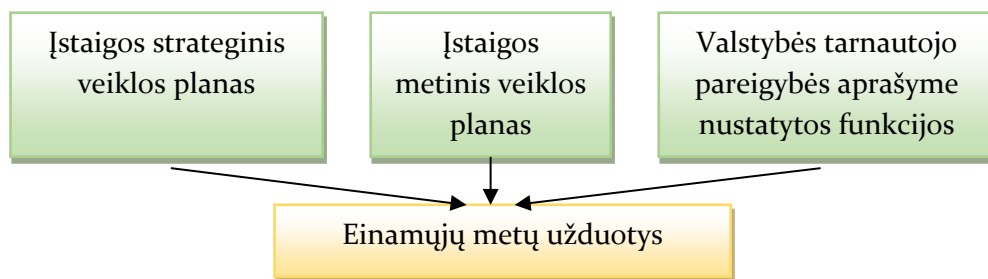 Įstaigos strateginis
veiklos planas
Įstaigos
metinis veiklos
planas
Valstybės tarnautojo
pareigybės aprašyme
nustatytos funkcijos
Einamųjų metų užduotys